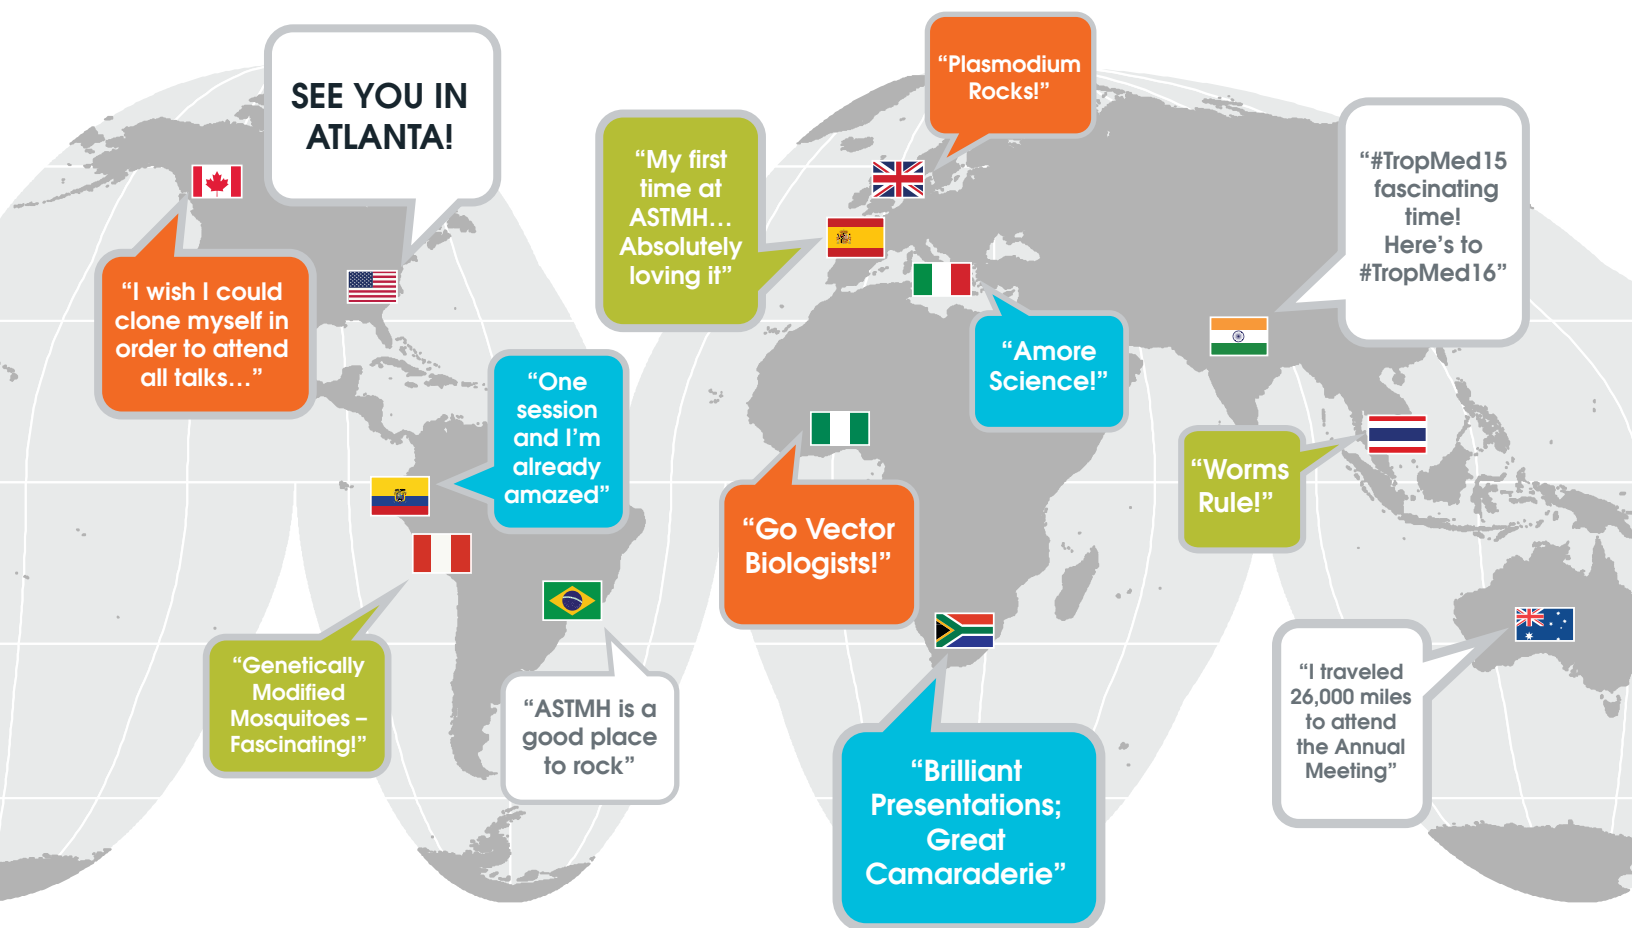 SEE YOU IN
ATLANTA!
“Plasmodium
Rocks!”
“My first
time at
ASTMH...
Absolutely
loving it”
“#TropMed15
fascinating
time!
Here’s to
#TropMed16”
“I wish I could
clone myself in
order to attend
all talks...”
“One
session
and I’m
already
amazed”
“Amore
Science!”
“Worms
Rule!”
“Go Vector
Biologists!”
“Genetically
Modified
Mosquitoes –
Fascinating!”
“ASTMH is a
good place
to rock”
“Brilliant
Presentations;
Great
Camaraderie”
“I traveled
26,000 miles
to attend
the Annual
Meeting”